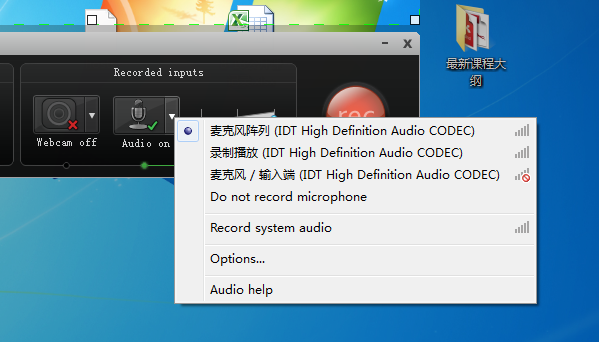 Recorded inputs
最新课程大
纲
rec
Webcam off
Audio on
麦克风阵列 (IDT High Definition Audio CODEC)
录制播放 (IDT High Definition Audio CODEC)
麦克风 / 输入端 (IDT High Definition Audio CODEC)
Do not record microphone
Record system audio
Options...
Audio help